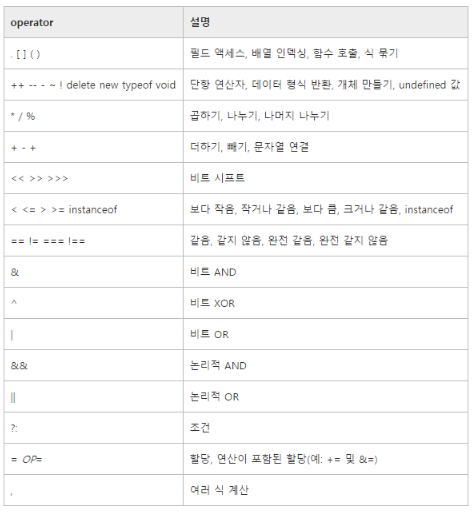 operator 설명
. [ ] ( ) 필드 액세스, 배열 인덱싱, 함수 호출, 식 묶기
++ -- - ~ ! delete new typeof void 단항 연산자, 데이터 형식 반환, 개체 만들기, undefined 값
* / % 곱하기, 나누기, 나머지 나누기
+ - + 더하기, 빼기, 문자열 연결
<< >> >>> 비트 시프트
< <= > >= instanceof 보다 작음, 작거나 같음, 보다 큼, 크거나 같음, instanceof
== != === !== 같음, 같지 않음, 완전 같음, 완전 같지 않음
& 비트 AND
^ 비트 XOR
| 비트 OR
&& 논리적 AND
|| 논리적 OR
?: 조건
= OP= 할당, 연산이 포함된 할당(예: += 및 &=)
, 여러 식 계산